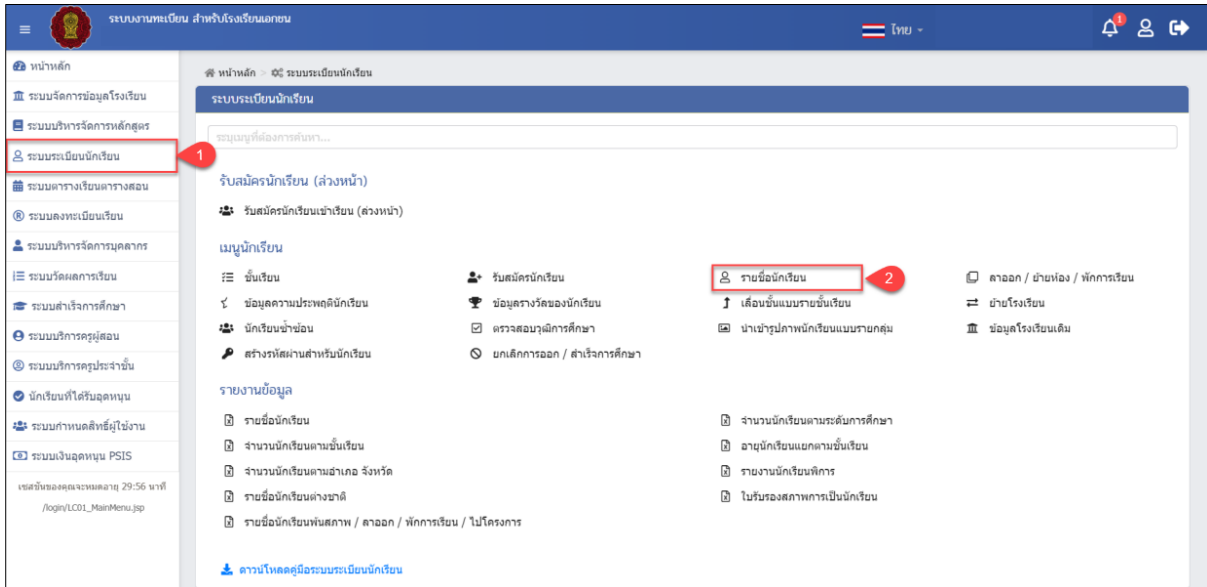 ระบบงานทะเบียน สำหรับโรงเรียนเอกชน
ไทย
1
หน้าหลัก
ระบบจัดการข้อมูลโรงเรียน
ระบบบริหารจัดการหลักสูตร
ระบบระเบียนนักเรียน
1
ระบบตารางเรียนตารางสอน
ระบบลงทะเบียนเรียน
ระบบบริหารจัดการบุคลากร
ระบบวัดผลการเรียน
ระบบสำเร็จการศึกษา
ระบบบริการครูผู้สอน
ระบบบริการครูประจำชั้น
นักเรียนที่ได้รับอุดหนุน
ระบบกำหนดสิทธิ์ผู้ใช้งาน
ระบบเงินอุดหนุน PSIS
เซสชันของคุณจะหมดอายุ 29:56 นาที
/login/LC01_MainMenu.jsp
หน้าหลัก > ระบบระเบียนนักเรียน
ระบบระเบียนนักเรียน
ระบุเมนูที่ต้องการค้นหา...
รับสมัครนักเรียน (ล่วงหน้า)
รับสมัครนักเรียนเข้าเรียน (ล่วงหน้า)
เมนูนักเรียน
ชั้นเรียน รับสมัครนักเรียน รายชื่อนักเรียน 2 ลาออก / ย้ายห้อง / พักการเรียน
ข้อมูลความประพฤตินักเรียน ข้อมูลรางวัลของนักเรียน เลื่อนชั้นแบบรายชั้นเรียน ย้ายโรงเรียน
นักเรียนซ้ำซ้อน ตรวจสอบวุฒิการศึกษา นำเข้ารูปภาพนักเรียนแบบรายกลุ่ม ข้อมูลโรงเรียนเดิม
สร้างรหัสผ่านสำหรับนักเรียน ยกเลิกการออก / สำเร็จการศึกษา
รายงานข้อมูล
รายชื่อนักเรียน จำนวนนักเรียนตามระดับการศึกษา
จำนวนนักเรียนตามชั้นเรียน อายุนักเรียนแยกตามชั้นเรียน
จำนวนนักเรียนตามอำเภอ จังหวัด รายงานนักเรียนพิการ
รายชื่อนักเรียนต่างชาติ ใบรับรองสภาพการเป็นนักเรียน
รายชื่อนักเรียนพ้นสภาพ / ลาออก / พักการเรียน / ไปโครงการ
ดาวน์โหลดคู่มือระบบระเบียนนักเรียน